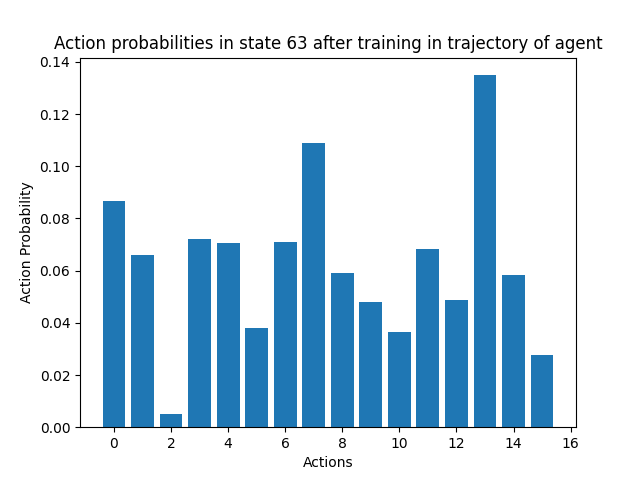 Action probabilities in state 63 after training in trajectory of agent
0.14
0.12
0.10
0.08
0.06
0.04
0.02
0.00
Action Probability
0 2 4 6 8 10 12 14 16
Actions